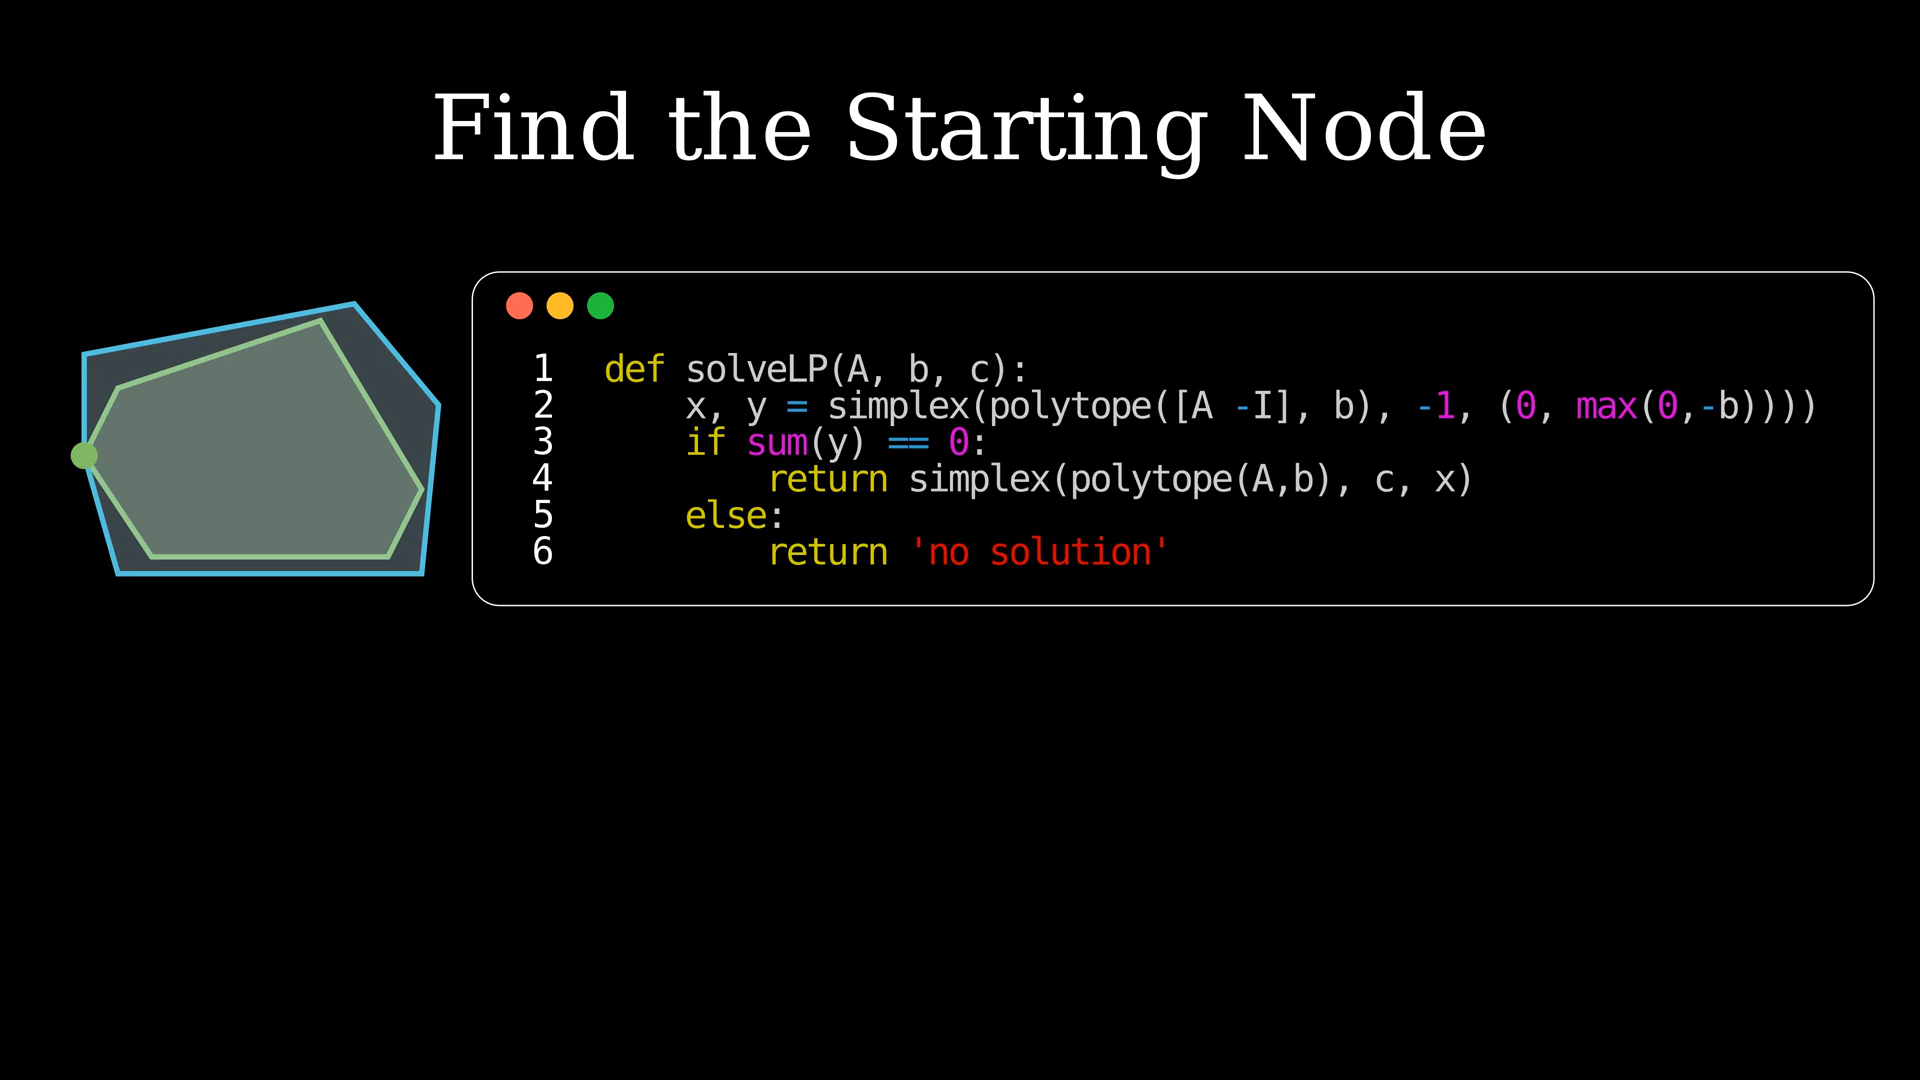 Find the Starting Node
1 def solveLP(A, b, c):
2     x, y = simplex(polytope([A -I], b), -1, (0, max(0,-b))))
3     if sum(y) == 0:
4         return simplex(polytope(A,b), c, x)
5     else:
6         return 'no solution'